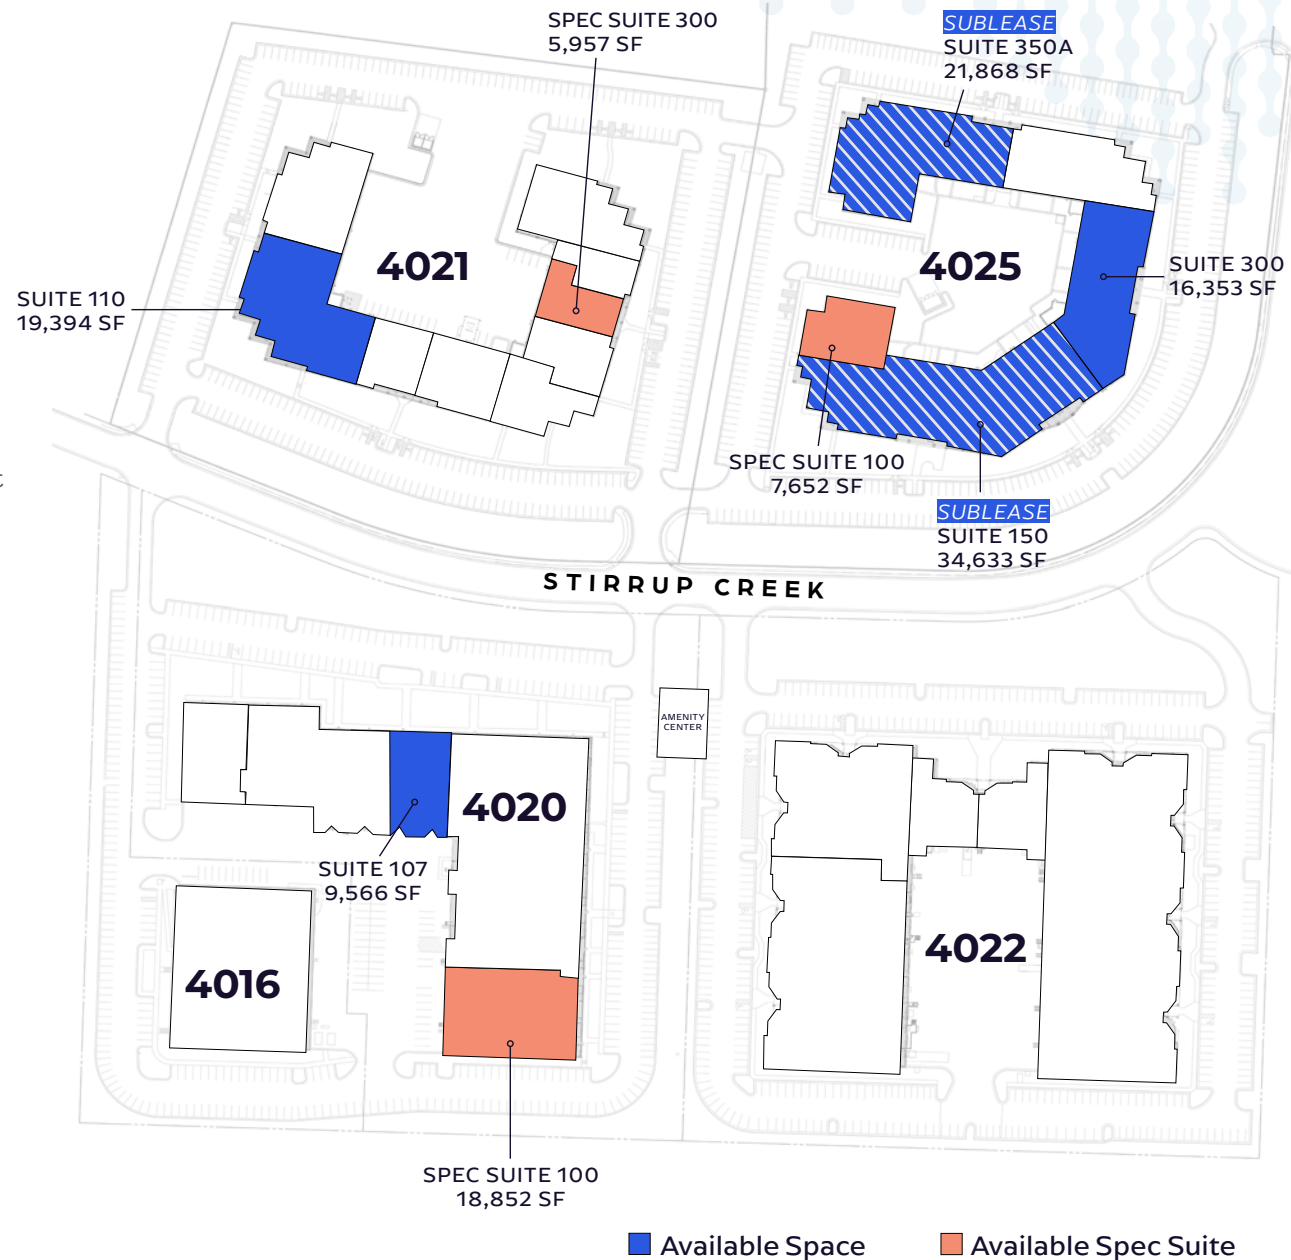 SPEC SUITE 300
5,957 SF
SUBLEASE
SUITE 350A
21,868 SF
4021
4025
SUITE 300
16,353 SF
SUITE 110
19,394 SF
SPEC SUITE 100
7,652 SF
SUBLEASE
SUITE 150
34,633 SF
STIRRUP CREEK
AMENITY
CENTER
4020
SUITE 107
9,566 SF
4022
4016
SPEC SUITE 100
18,852 SF
Available Space
Available Spec Suite